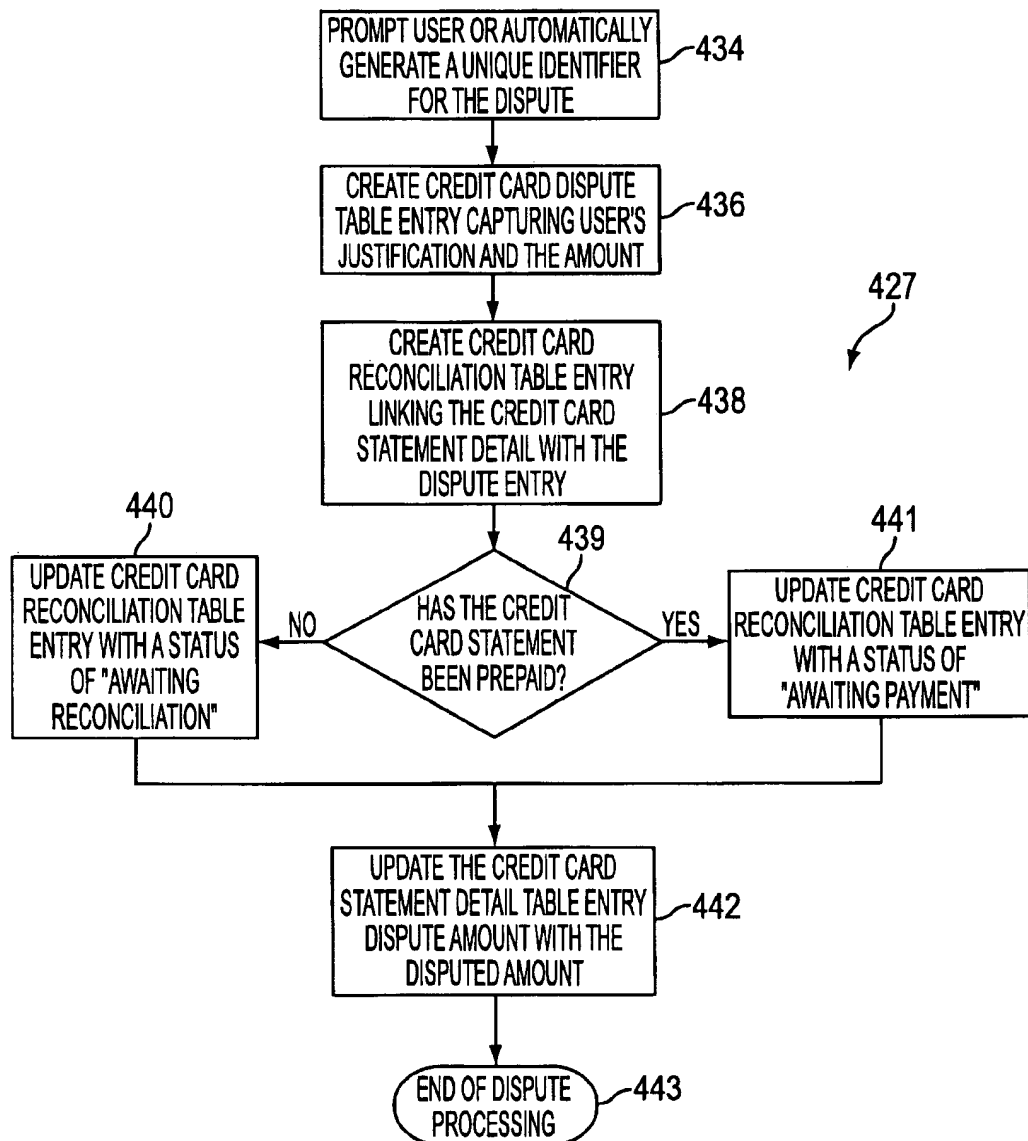 PROMPT USER OR AUTOMATICALLY
GENERATE A UNIQUE IDENTIFIER
FOR THE DISPUTE
434
CREATE CREDIT CARD DISPUTE
TABLE ENTRY CAPTURING USER'S
JUSTIFICATION AND THE AMOUNT
436
427
CREATE CREDIT CARD
RECONCILIATION TABLE ENTRY
LINKING THE CREDIT CARD
STATEMENT DETAIL WITH THE
DISPUTE ENTRY
438
440
UPDATE CREDIT CARD
RECONCILIATION TABLE
ENTRY WITH A STATUS
OF "AWAITING
RECONCILIATION"
NO
439
HAS THE CREDIT
CARD STATEMENT
BEEN PREPAID?
YES
441
UPDATE CREDIT CARD
RECONCILIATION TABLE ENTRY
WITH A STATUS OF
"AWAITING PAYMENT"
UPDATE THE CREDIT CARD
STATEMENT DETAIL TABLE ENTRY
DISPUTE AMOUNT WITH THE
DISPUTED AMOUNT
442
END OF DISPUTE
PROCESSING
443